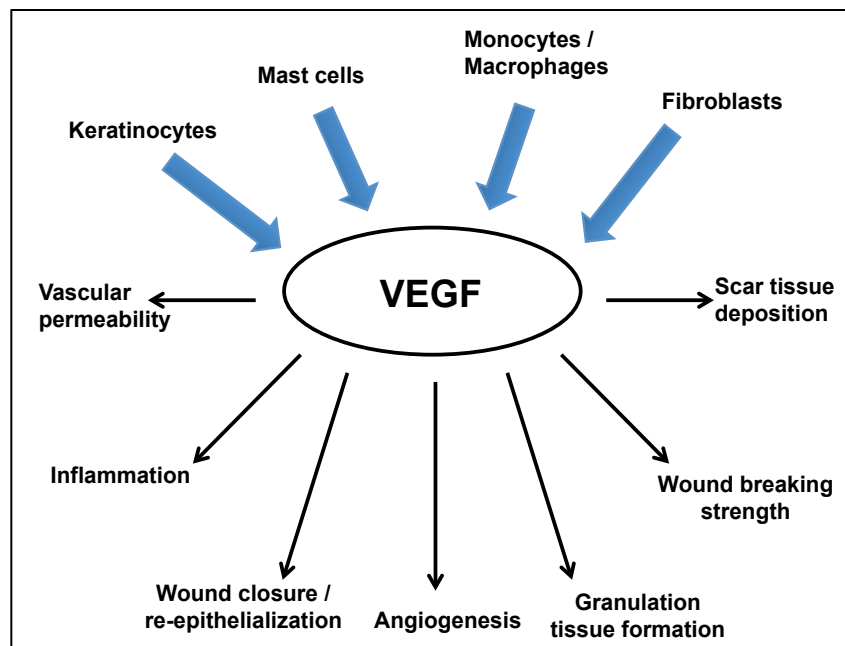 Monocytes /
Macrophages
Mast cells
Fibroblasts
Keratinocytes
VEGF
Vascular
permeability
Scar tissue
deposition
Inflammation
Wound breaking
strength
Wound closure /
re-epithelialization
Angiogenesis
Granulation
tissue formation